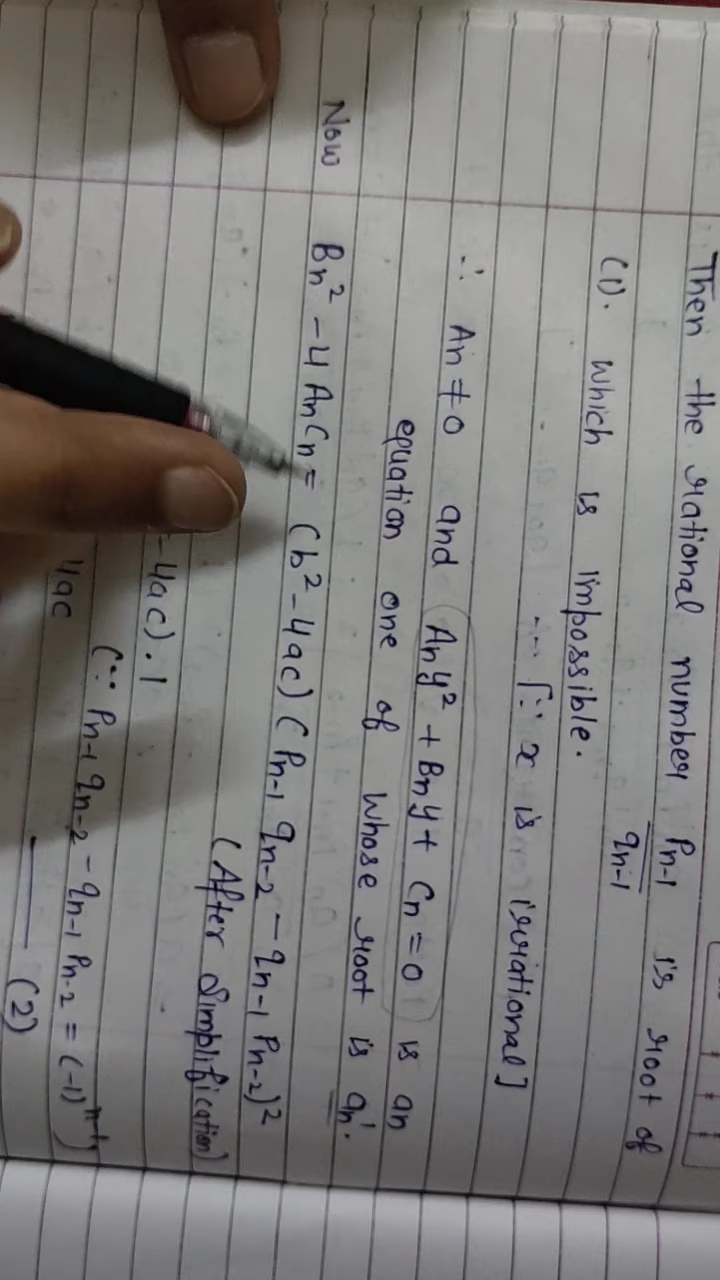 Then the rational number Pn-1/qn-1 is root of
(1). which is impossible.
--- [∵ x is irrational]
∴ An ≠ 0 and Any² + Bny + Cn = 0 is an
equation one of whose root is an'.
Now Bn² - 4AnCn = (b² - 4ac) (Pn-1 qn-2 - qn-1 Pn-2)²
(After Simplification)
- 4ac).1
(∵ Pn-1 qn-2 - qn-1 Pn-2 = (-1)ⁿ⁻¹)
4ac —— (2)